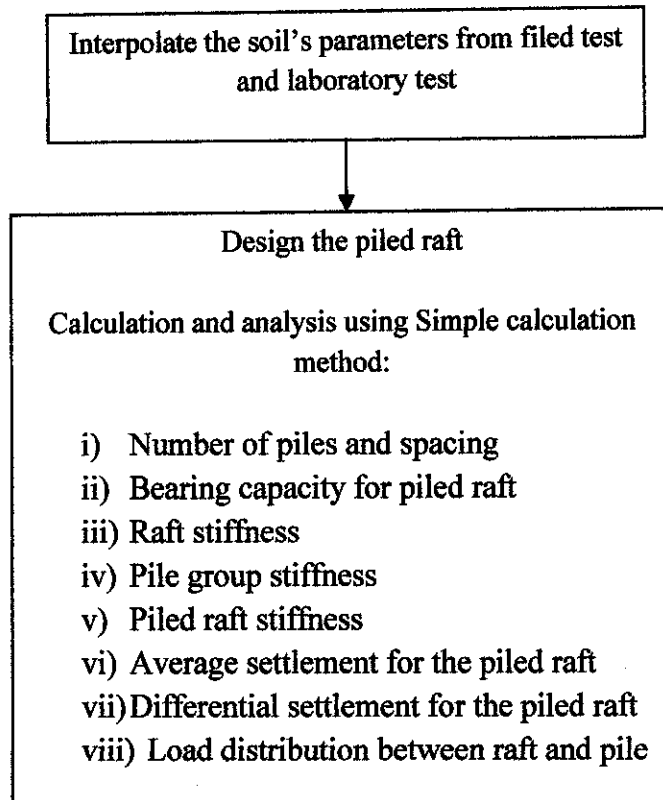 Interpolate the soil's parameters from filed test
and laboratory test
Design the piled raft
Calculation and analysis using Simple calculation
method:
i) Number of piles and spacing
ii) Bearing capacity for piled raft
iii) Raft stiffness
iv) Pile group stiffness
v) Piled raft stiffness
vi) Average settlement for the piled raft
vii) Differential settlement for the piled raft
viii) Load distribution between raft and pile